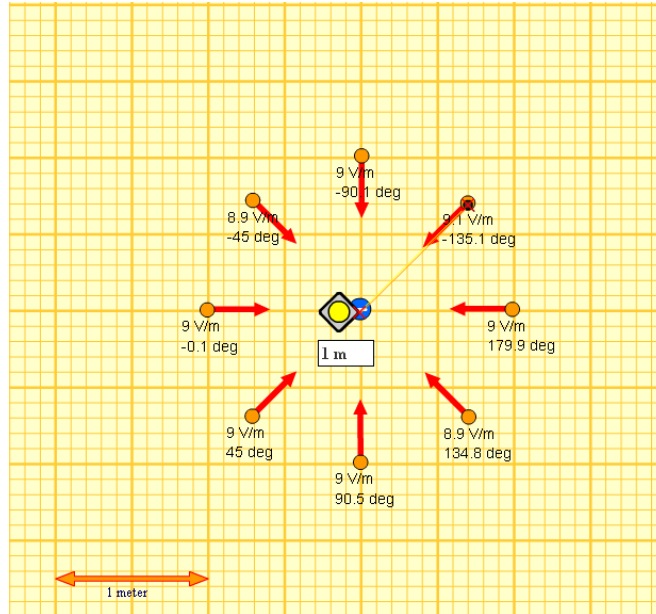 9 V/m
-90.1 deg
8.9 V/m
-45 deg
9.1 V/m
-135.1 deg
9 V/m
-0.1 deg
9 V/m
179.9 deg
1 m
9 V/m
45 deg
8.9 V/m
134.8 deg
9 V/m
90.5 deg
1 meter